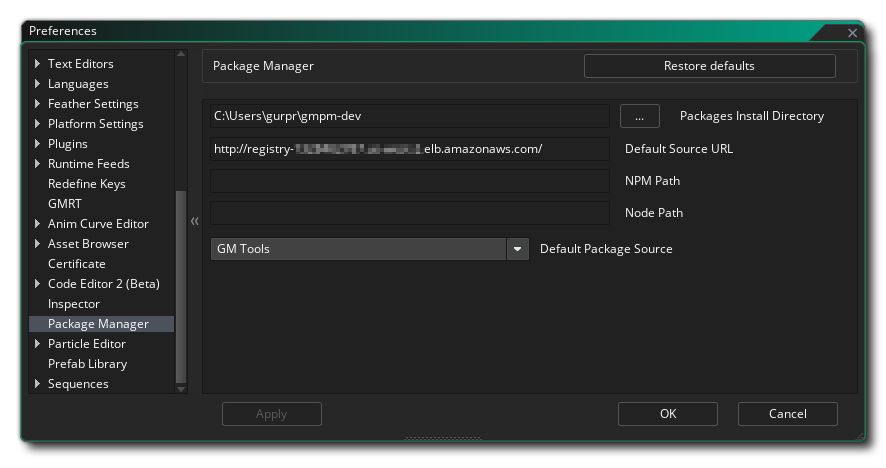 Preferences
Text Editors
Languages
Feather Settings
Platform Settings
Plugins
Runtime Feeds
Redefine Keys
GMRT
Anim Curve Editor
Asset Browser
Certificate
Code Editor 2 (Beta)
Inspector
Package Manager
Particle Editor
Prefab Library
Sequences
Package Manager
Restore defaults
C:\Users\gurpr\gmpm-dev
...
Packages Install Directory
http://registry- .elb.amazonaws.com/
Default Source URL
NPM Path
Node Path
GM Tools
Default Package Source
Apply
OK
Cancel